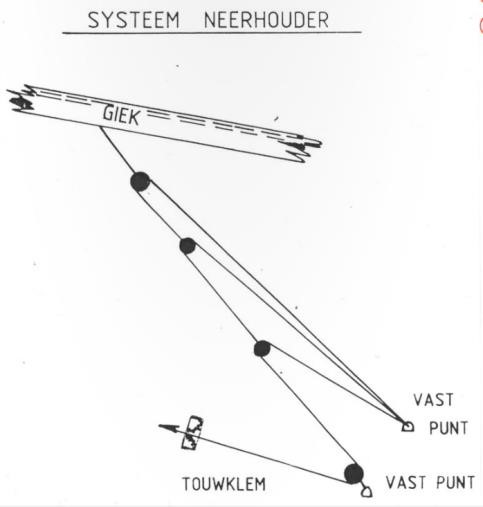 SYSTEEM NEERHOUDER
GIEK
VAST
PUNT
VAST PUNT
TOUWKLEM